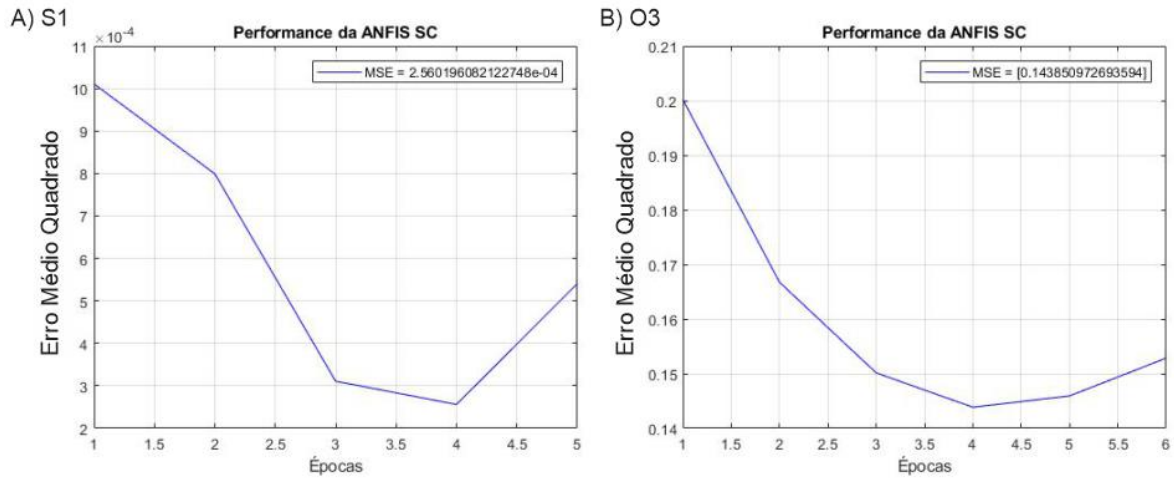 A) S1
Performance da ANFIS SC
× 10⁻⁴
MSE = 2.560196082122748e-04
11
10
9
8
7
6
5
4
3
2
Erro Médio Quadrado
1 1.5 2 2.5 3 3.5 4 4.5 5
Épocas
B) O3
Performance da ANFIS SC
MSE = [0.143850972693594]
0.21
0.2
0.19
0.18
0.17
0.16
0.15
0.14
Erro Médio Quadrado
1 1.5 2 2.5 3 3.5 4 4.5 5 5.5 6
Épocas